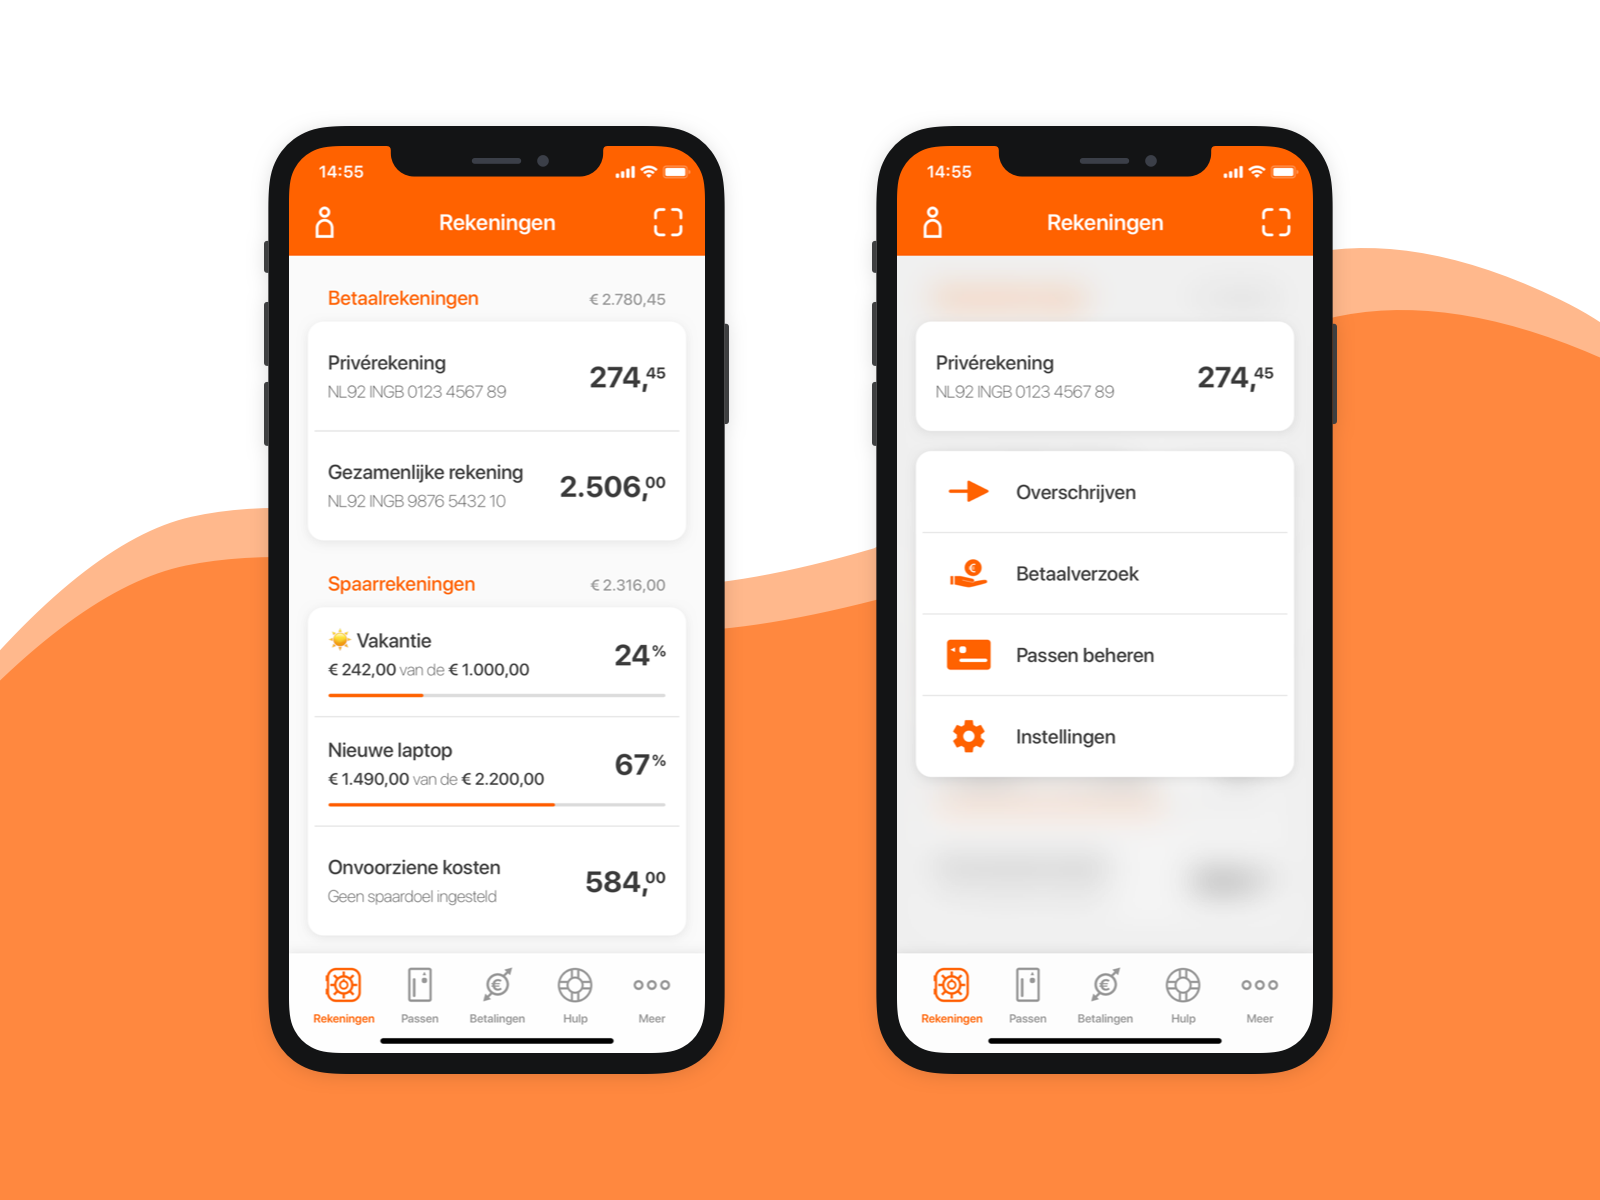 14:55
Rekeningen
Betaalrekeningen € 2.780,45
Privérekening 274,45
NL92 INGB 0123 4567 89
Gezamenlijke rekening 2.506,00
NL92 INGB 9876 5432 10
Spaarrekeningen € 2.316,00
☀️ Vakantie 24%
€ 242,00 van de € 1.000,00
Nieuwe laptop 67%
€ 1.490,00 van de € 2.200,00
Onvoorziene kosten 584,00
Geen spaardoel ingesteld
Rekeningen Passen Betalingen Hulp Meer
14:55
Rekeningen
Privérekening 274,45
NL92 INGB 0123 4567 89
Overschrijven
€ Betaalverzoek
Passen beheren
Instellingen
Rekeningen Passen Betalingen Hulp Meer